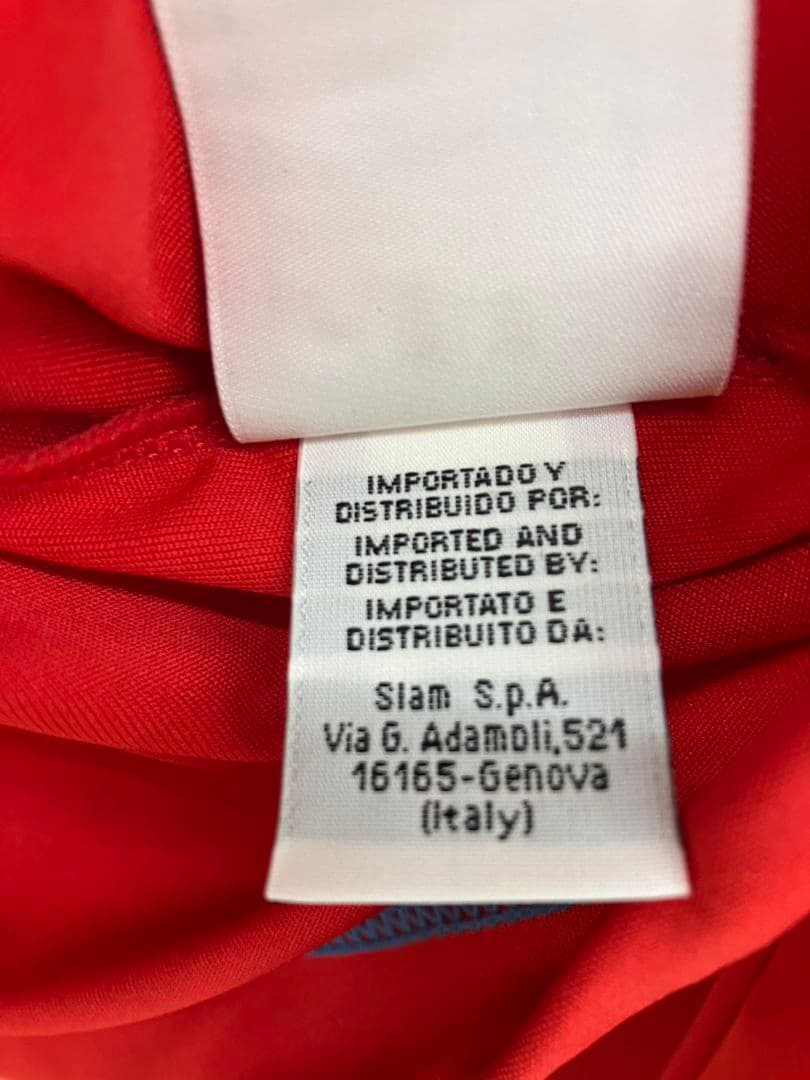 IMPORTADO Y
DISTRIBUIDO POR:
IMPORTED AND
DISTRIBUTED BY:
IMPORTATO E
DISTRIBUITO DA:
Slam S.p.A.
Via G. Adamoli,521
16165-Genova
(Italy)